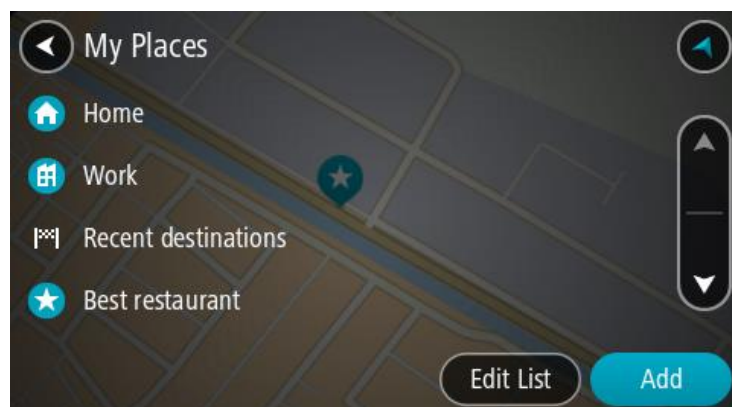 My Places
Home
Work
Recent destinations
Best restaurant
Edit List
Add